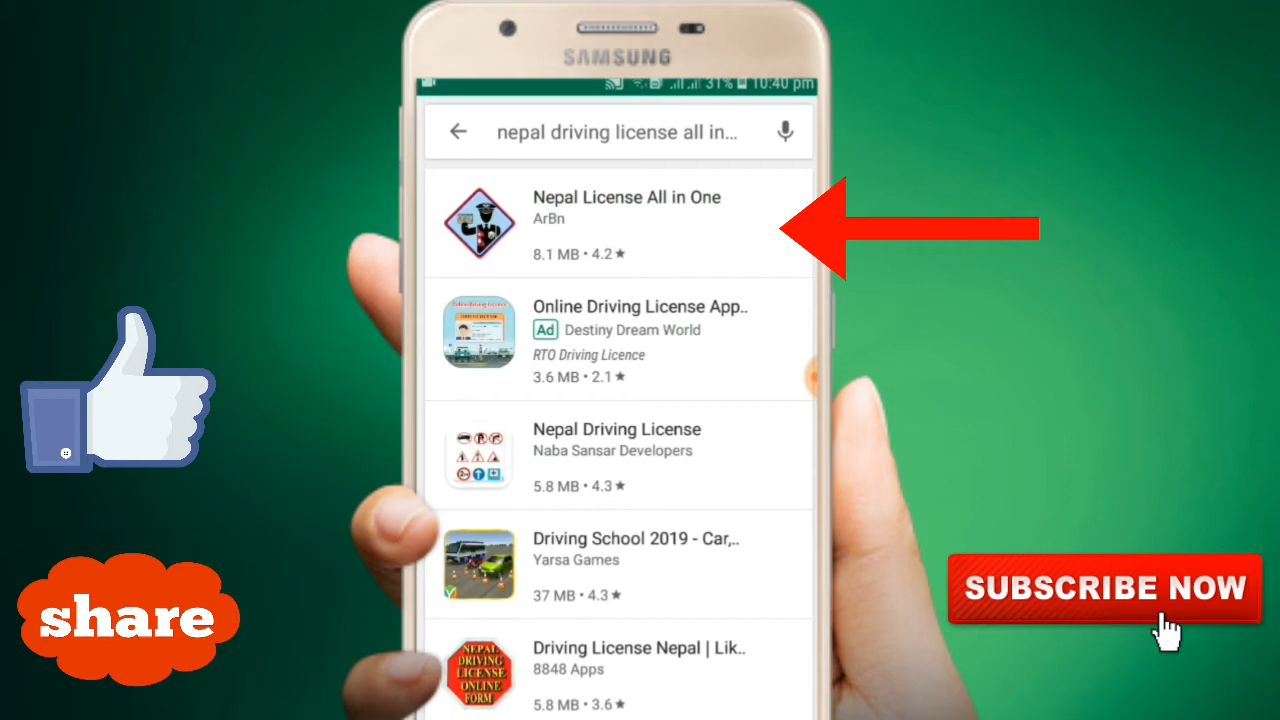 SAMSUNG
31% 10:40 pm
nepal driving license all in...
Nepal License All in One
ArBn
8.1 MB • 4.2★
Online Driving License App..
Ad Destiny Dream World
RTO Driving Licence
3.6 MB • 2.1★
Nepal Driving License
Naba Sansar Developers
5.8 MB • 4.3★
Driving School 2019 - Car,..
Yarsa Games
37 MB • 4.3★
Driving License Nepal | Lik..
8848 Apps
5.8 MB • 3.6★
NEPAL
DRIVING
LICENSE
ONLINE
FORM
share
SUBSCRIBE NOW